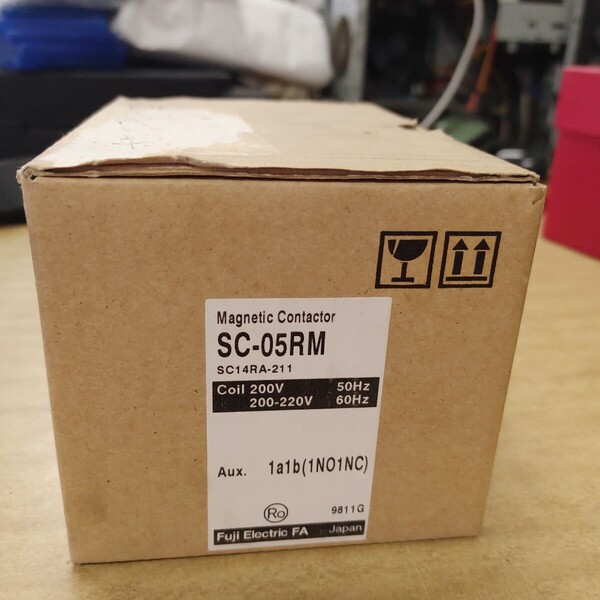 Magnetic Contactor
SC-05RM
SC14RA-211
Coil 200V 50Hz
200-220V 60Hz
Aux. 1a1b(1NO1NC)
Ro 9811G
Fuji Electric FA Japan